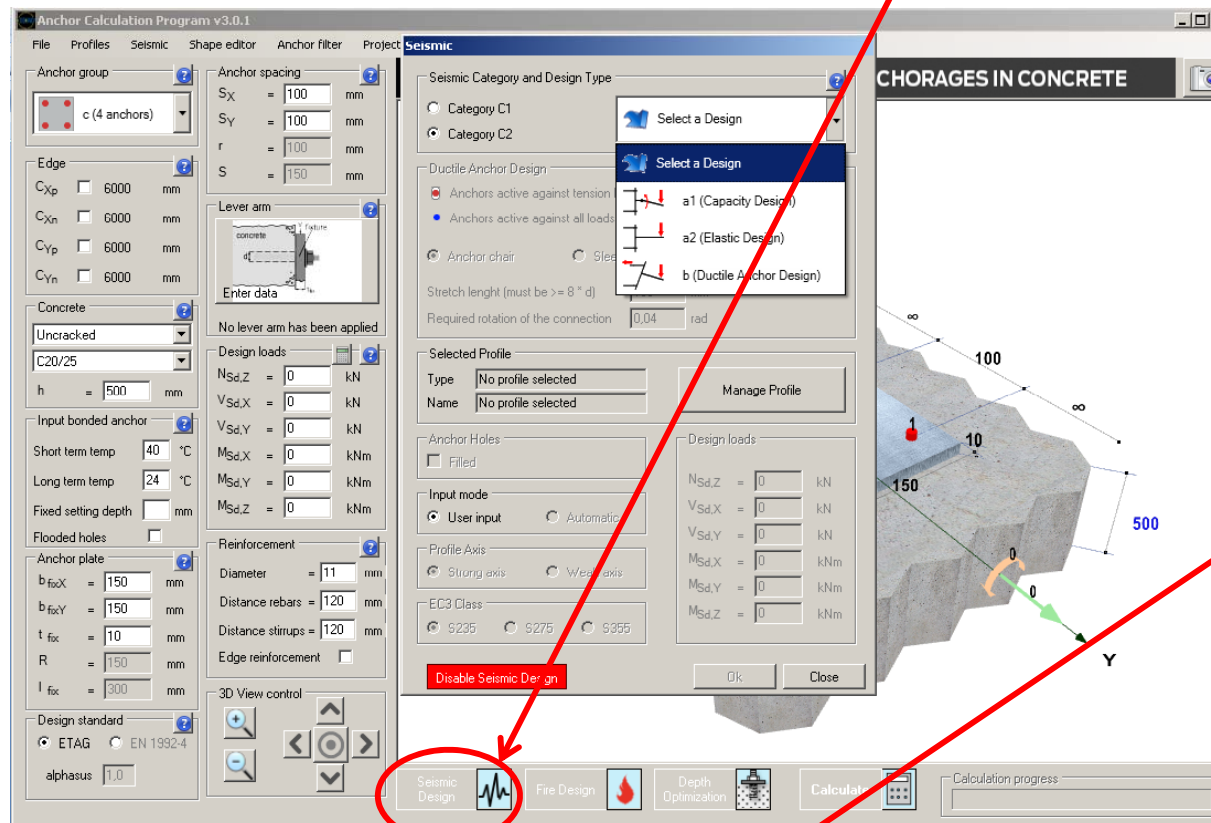 Anchor Calculation Program v3.0.1
File Profiles Seismic Shape editor Anchor filter Project
CHORAGES IN CONCRETE
Anchor group
c (4 anchors)
Edge
CXp 6000 mm
CXn 6000 mm
CYp 6000 mm
CYn 6000 mm
Concrete
Uncracked
C20/25
h = 500 mm
Input bonded anchor
Short term temp 40 °C
Long term temp 24 °C
Fixed setting depth mm
Flooded holes
Anchor plate
b fixX = 150 mm
b fixY = 150 mm
t fix = 10 mm
R = 150 mm
l fix = 300 mm
Design standard
ETAG EN 1992-4
alphasus 1,0
Anchor spacing
SX = 100 mm
SY = 100 mm
r = 100 mm
S = 150 mm
Lever arm
concrete
fixture
Enter data
No lever arm has been applied
Design loads
NSd,Z = 0 kN
VSd,X = 0 kN
VSd,Y = 0 kN
MSd,X = 0 kNm
MSd,Y = 0 kNm
MSd,Z = 0 kNm
Reinforcement
Diameter = 11 mm
Distance rebars = 120 mm
Distance stirrups = 120 mm
Edge reinforcement
3D View control
Seismic
Seismic Category and Design Type
Category C1
Category C2
Select a Design
Select a Design
a1 (Capacity Design)
a2 (Elastic Design)
b (Ductile Anchor Design)
Ductile Anchor Design
Anchors active against tension
Anchors active against all loads
Anchor chair Slee
Stretch lenght (must be >= 8 * d)
Required rotation of the connection 0,04 rad
Selected Profile
Type No profile selected
Name No profile selected
Manage Profile
Anchor Holes
Filled
Input mode
User input Automatic
Profile Axis
Strong axis Weak axis
EC3 Class
S235 S275 S355
Design loads
NSd,Z = 0 kN
VSd,X = 0 kN
VSd,Y = 0 kN
MSd,X = 0 kNm
MSd,Y = 0 kNm
MSd,Z = 0 kNm
Disable Seismic Design
Ok
Close
∞
100
∞
1
10
150
500
0
0
Y
Seismic
Design
Fire Design
Depth
Optimization
Calculate
Calculation progress